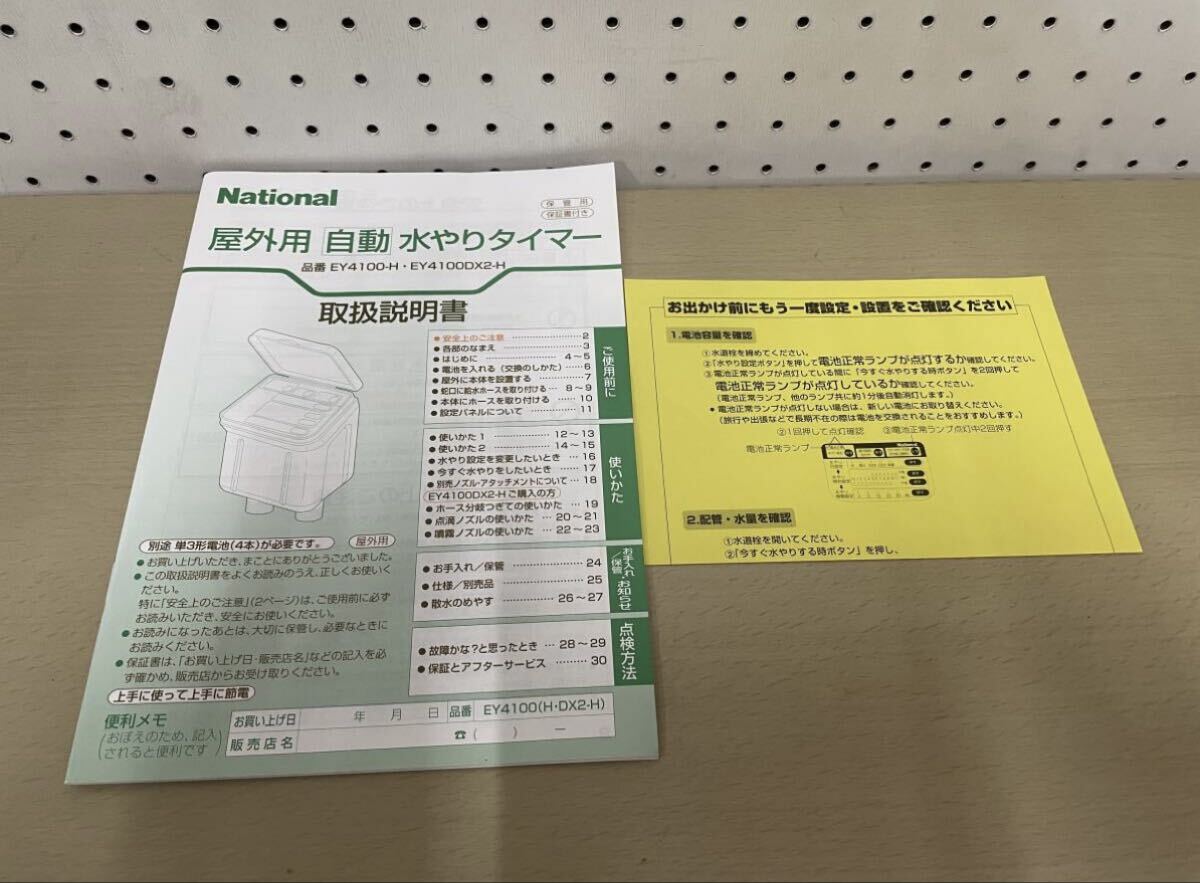 National
保管用
保証書付き
屋外用 自動 水やりタイマー
品番 EY4100-H・EY4100DX2-H
取扱説明書
● 安全上のご注意 ………… 2
● 各部のなまえ ………… 3
● はじめに ………… 4〜5
● 電池を入れる（交換のしかた）…… 6
● 屋外に本体を設置する ………… 7
● 蛇口に給水ホースを取り付ける… 8〜9
● 本体にホースを取り付ける …… 10
● 設定パネルについて ………… 11
ご使用前に
● 使いかた1 ………… 12〜13
● 使いかた2 ………… 14〜15
● 水やり設定を変更したいとき … 16
● 今すぐ水やりをしたいとき …… 17
● 別売ノズル・アタッチメントについて … 18
（EY4100DX2-Hご購入の方）
● ホース分岐つぎての使いかた … 19
● 点滴ノズルの使いかた … 20〜21
● 噴霧ノズルの使いかた … 22〜23
使いかた
● お手入れ／保管 ………… 24
● 仕様／別売品 ………… 25
● 散水のめやす ………… 26〜27
お手入れ・お知らせ
／保管
● 故障かな?と思ったとき … 28〜29
● 保証とアフターサービス ……… 30
点検方法
別途 単3形電池(4本)が必要です。
屋外用
● お買い上げいただき、まことにありがとうございました。
● この取扱説明書をよくお読みのうえ、正しくお使いく
ださい。
特に「安全上のご注意」(2ページ)は、ご使用前に必ず
お読みいただき、安全にお使いください。
● お読みになったあとは、大切に保管し、必要なときに
お読みください。
● 保証書は、「お買い上げ日・販売店名」などの記入を必
ず確かめ、販売店からお受け取りください。
上手に使って上手に節電
便利メモ
（おぼえのため、記入
されると便利です）
お買い上げ日 年 月 日 品番 EY4100(H・DX2-H)
販売店名 ☎( ) ―
お出かけ前にもう一度設定・設置をご確認ください
1.電池容量を確認
①水道栓を締めてください。
②「水やり設定ボタン」を押して電池正常ランプが点灯するか確認してください。
③電池正常ランプが点灯している間に「今すぐ水やりする時ボタン」を2回押して
電池正常ランプが点灯しているか確認してください。
（電池正常ランプ、他のランプ共に約1分後自動消灯します。）
● 電池正常ランプが点灯しない場合は、新しい電池にお取り替えください。
（旅行や出張などで長期不在の際は電池を交換されることをおすすめします。）
②1回押して点灯確認 ③電池正常ランプ点灯中2回押す
電池正常ランプ
National
2.配管・水量を確認
①水道栓を開いてください。
②「今すぐ水やりする時ボタン」を押し、